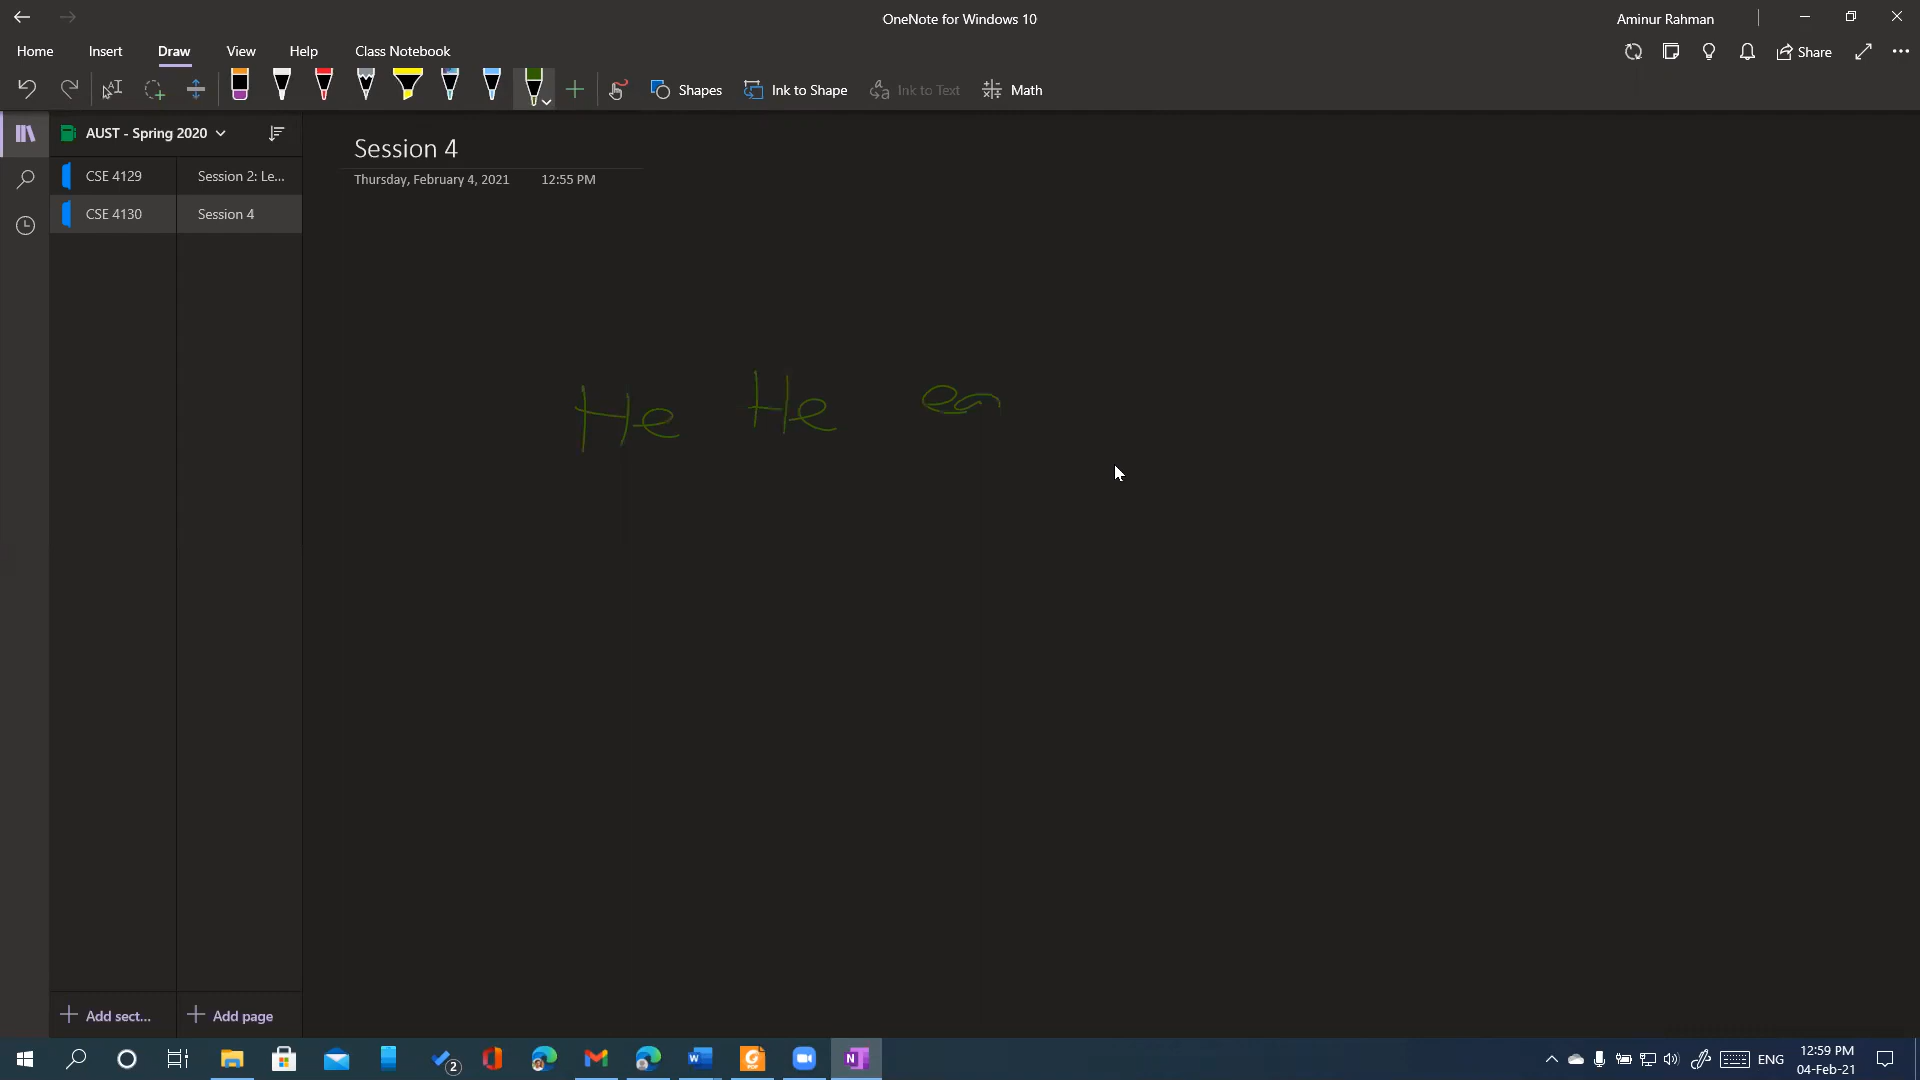 OneNote for Windows 10
Aminur Rahman
Home Insert Draw View Help Class Notebook
Share
Shapes Ink to Shape Ink to Text Math
AUST - Spring 2020
Session 4
Thursday, February 4, 2021 12:55 PM
CSE 4129 Session 2: Le...
CSE 4130 Session 4
He He
Add sect... Add page
2
ENG
12:59 PM
04-Feb-21